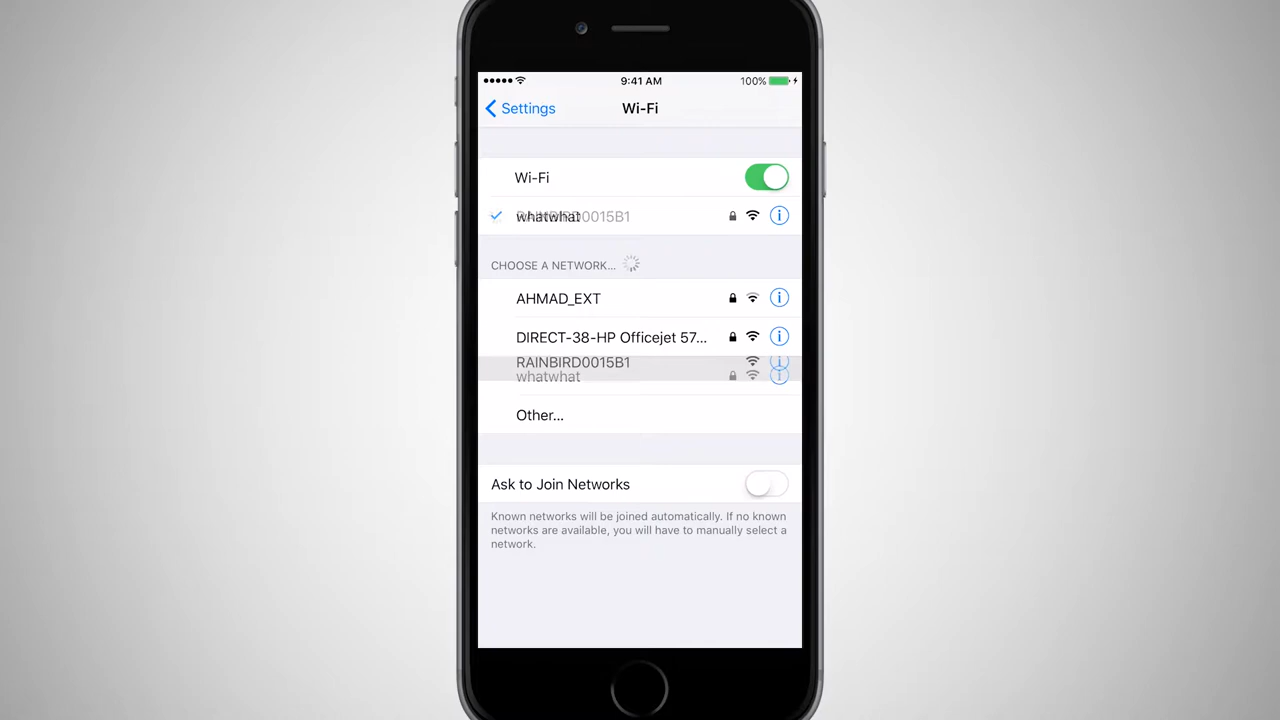 9:41 AM
100%
Settings
Wi-Fi
Wi-Fi
whatwhat
RAINBIRD0015B1
CHOOSE A NETWORK...
AHMAD_EXT
DIRECT-38-HP Officejet 57...
RAINBIRD0015B1
whatwhat
Other...
Ask to Join Networks
Known networks will be joined automatically. If no known
networks are available, you will have to manually select a
network.